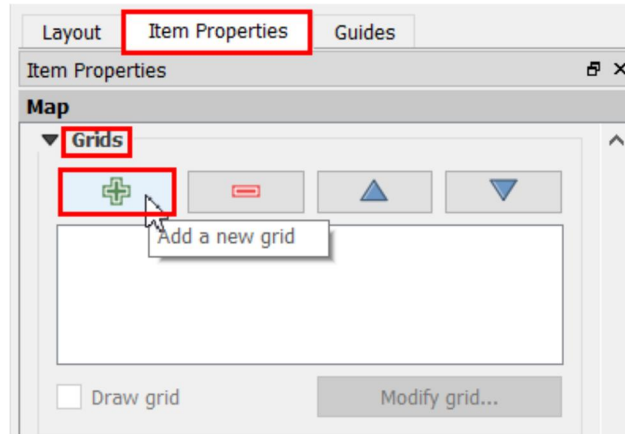 Layout Item Properties Guides
Item Properties
Map
Grids
Add a new grid
Draw grid Modify grid...